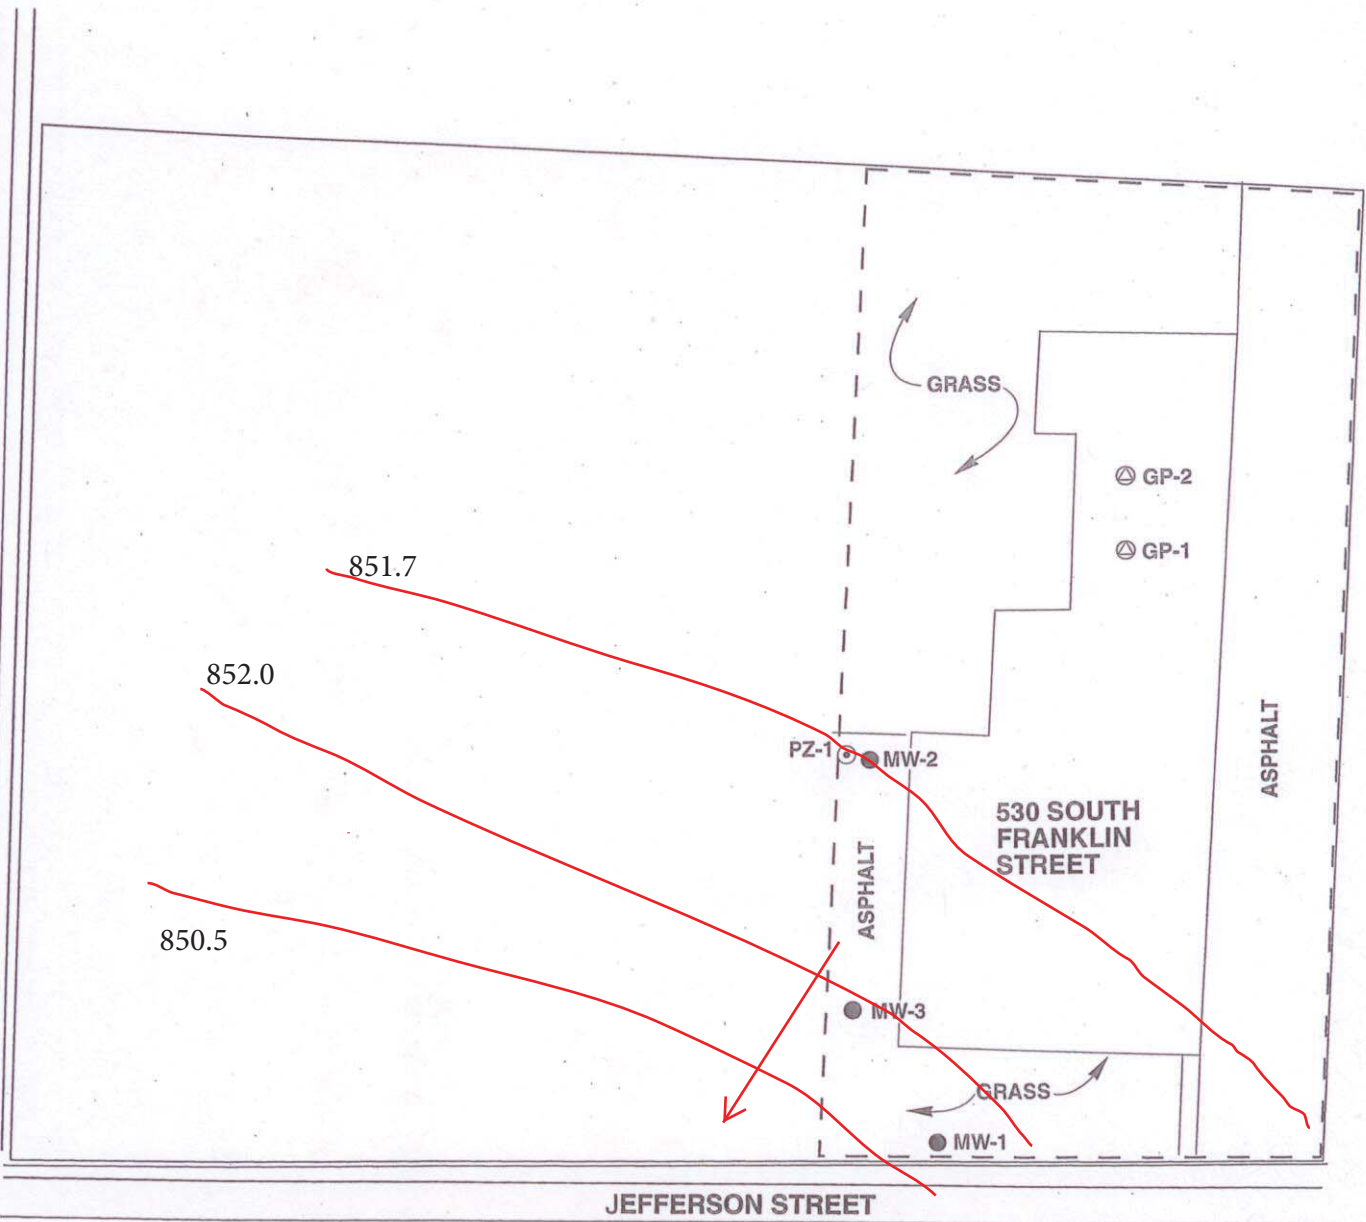 GRASS
GP-2
GP-1
851.7
852.0
PZ-1
MW-2
ASPHALT
530 SOUTH
FRANKLIN
STREET
ASPHALT
850.5
MW-3
GRASS
MW-1
JEFFERSON STREET